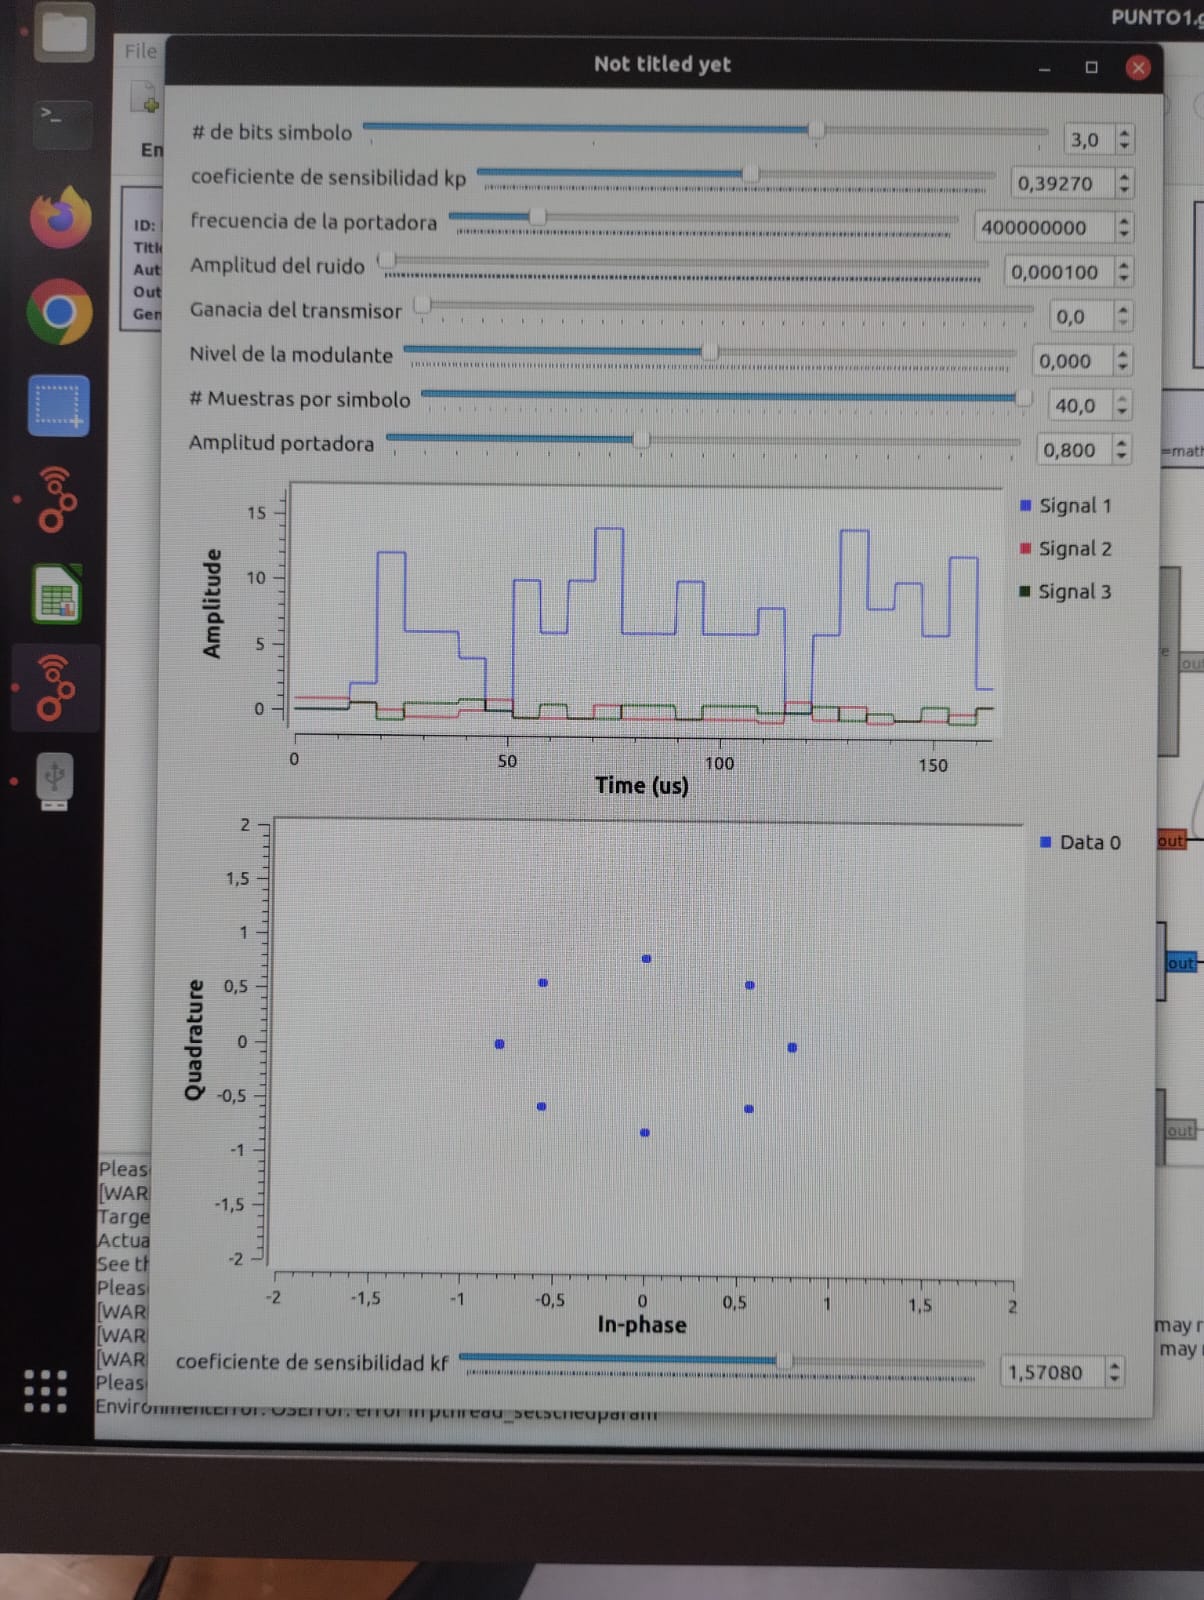 PUNTO1.g
File
Not titled yet
En
ID:
Title
Aut
Out
Gen
# de bits simbolo 3,0
coeficiente de sensibilidad kp 0,39270
frecuencia de la portadora 400000000
Amplitud del ruido 0,000100
Ganacia del transmisor 0,0
Nivel de la modulante 0,000
# Muestras por simbolo 40,0
Amplitud portadora 0,800
=math
15
10
5
0
Amplitude
Signal 1
Signal 2
Signal 3
0 50 100 150
Time (us)
out
2
1,5
1
0,5
0
-0,5
-1
-1,5
-2
Quadrature
Data 0
out
out
out
-2 -1,5 -1 -0,5 0 0,5 1 1,5 2
In-phase
coeficiente de sensibilidad kf 1,57080
Pleas
[WAR
Targe
Actua
See th
Pleas
[WAR
[WAR
[WAR
Pleas
EnvironmentError: OSError: error in pthread_setschedparam
may r
may